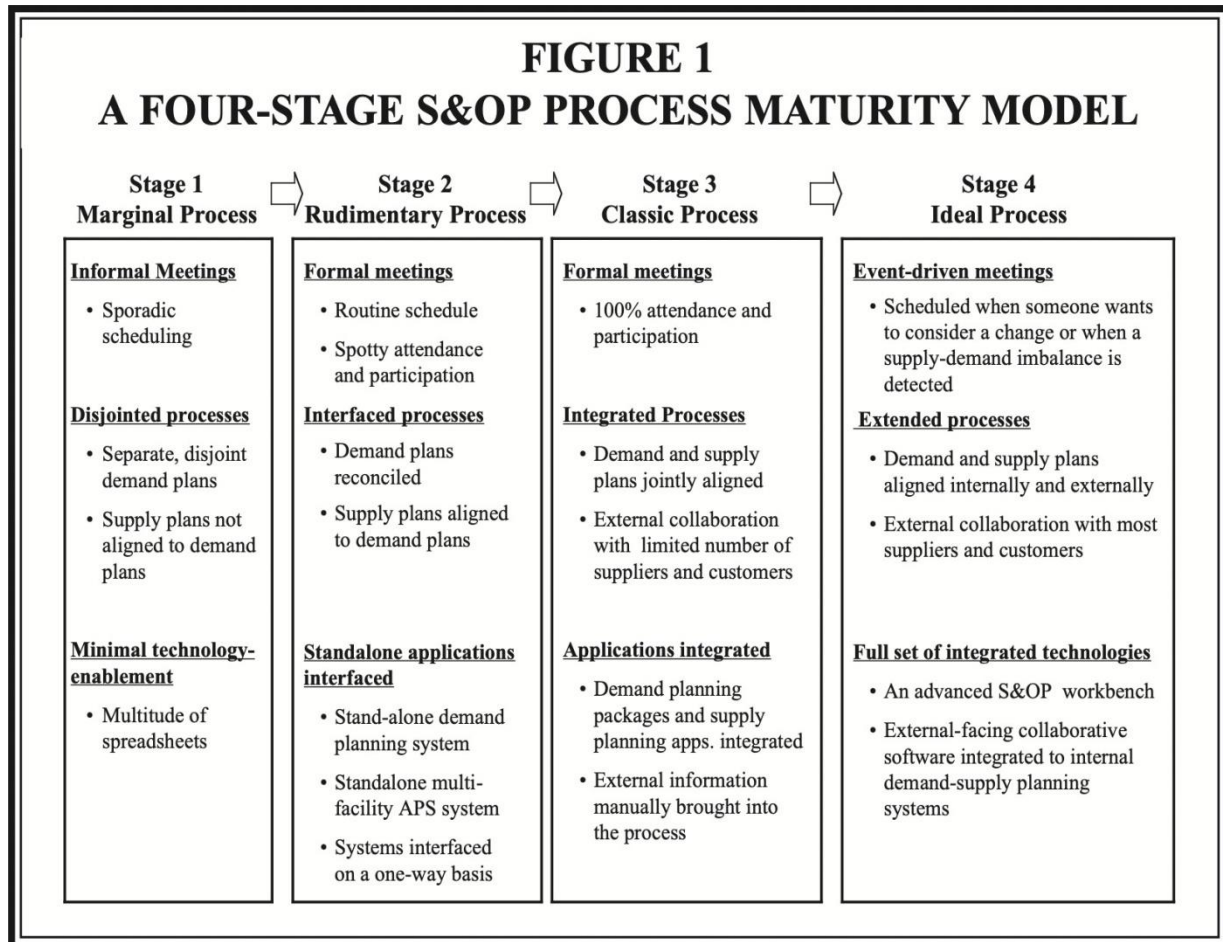 FIGURE 1
A FOUR-STAGE S&OP PROCESS MATURITY MODEL
Stage 1
Marginal Process
Informal Meetings
• Sporadic
scheduling
Disjointed processes
• Separate, disjoint
demand plans
• Supply plans not
aligned to demand
plans
Minimal technology-
enablement
• Multitude of
spreadsheets
Stage 2
Rudimentary Process
Formal meetings
• Routine schedule
• Spotty attendance
and participation
Interfaced processes
• Demand plans
reconciled
• Supply plans aligned
to demand plans
Standalone applications
interfaced
• Stand-alone demand
planning system
• Standalone multi-
facility APS system
• Systems interfaced
on a one-way basis
Stage 3
Classic Process
Formal meetings
• 100% attendance and
participation
Integrated Processes
• Demand and supply
plans jointly aligned
• External collaboration
with limited number of
suppliers and customers
Applications integrated
• Demand planning
packages and supply
planning apps. integrated
• External information
manually brought into
the process
Stage 4
Ideal Process
Event-driven meetings
• Scheduled when someone wants
to consider a change or when a
supply-demand imbalance is
detected
Extended processes
• Demand and supply plans
aligned internally and externally
• External collaboration with most
suppliers and customers
Full set of integrated technologies
• An advanced S&OP workbench
• External-facing collaborative
software integrated to internal
demand-supply planning
systems